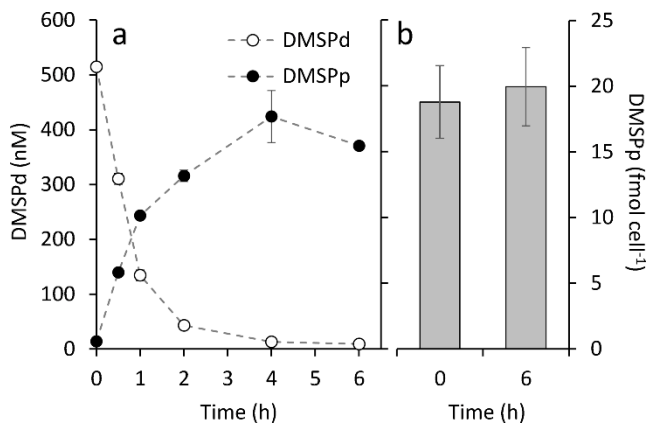 a
b
DMSPd
DMSPp
DMSPd (nM)
600
500
400
300
200
100
0
0 1 2 3 4 5 6
Time (h)
0 6
Time (h)
25
20
15
10
5
0
DMSPp (fmol cell⁻¹)